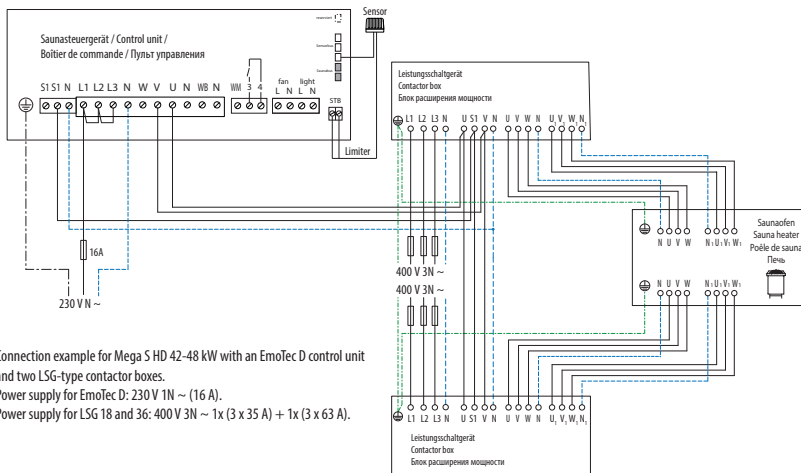 reserviert
Sensorbus
Saunabus
Sensor
Saunasteuergerät / Control unit /
Boîtier de commande / Пульт управления
S1 S1 N L1 L2 L3 N W V U N WB N WM 3 4
fan light
L N L N
STB
Limiter
16A
230 V N ~
Leistungsschaltgerät
Contactor box
Блок расширения мощности
L1 L2 L3 N U S1 V N U V W N U1 V1 W1 N1
400 V 3N ~
400 V 3N ~
N U V W N1 U1 V1 W1
Saunaofen
Sauna heater
Poêle de sauna
Печь
N U V W N1 U1 V1 W1
L1 L2 L3 N U S1 V N U V W N U1 V1 W1 N1
Leistungsschaltgerät
Contactor box
Блок расширения мощности
Connection example for Mega S HD 42-48 kW with an EmoTec D control unit
and two LSG-type contactor boxes.
Power supply for EmoTec D: 230 V 1N ~ (16 A).
Power supply for LSG 18 and 36: 400 V 3N ~ 1x (3 x 35 A) + 1x (3 x 63 A).